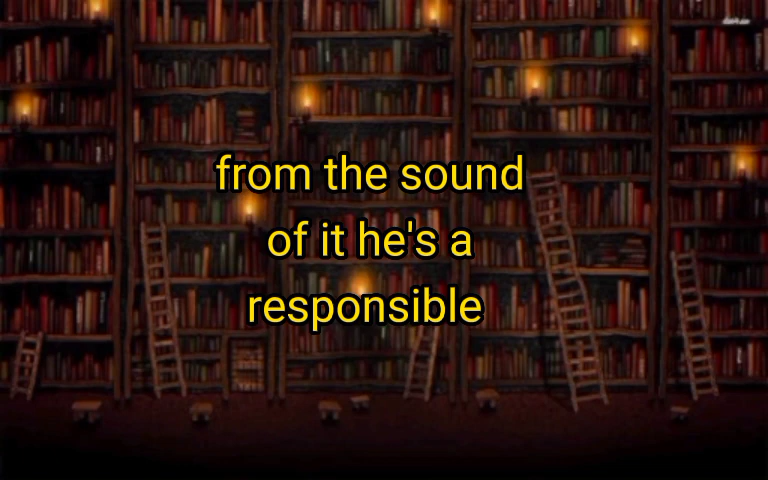 from the sound
of it he's a
responsible